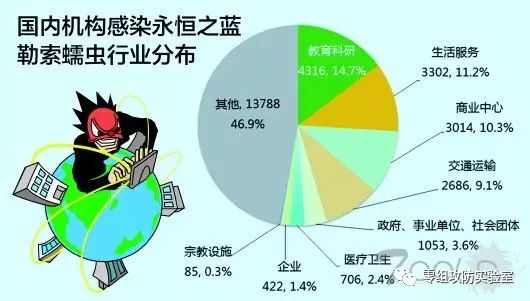 国内机构感染永恒之蓝
勒索蠕虫行业分布
教育科研
4316, 14.7%
生活服务
3302, 11.2%
商业中心
3014, 10.3%
交通运输
2686, 9.1%
政府、事业单位、社会团体
1053, 3.6%
医疗卫生
706, 2.4%
企业
422, 1.4%
宗教设施
85, 0.3%
其他, 13788
46.9%
零组攻防实验室